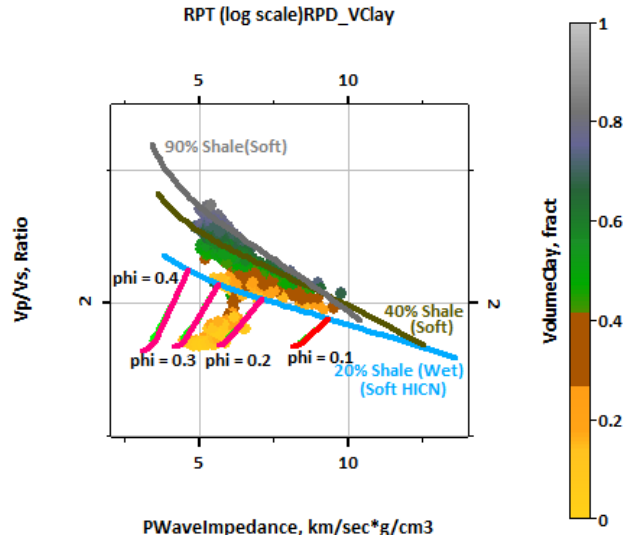 RPT (log scale)RPD_VClay
5 10
90% Shale(Soft)
phi = 0.4
phi = 0.3
phi = 0.2
phi = 0.1
40% Shale
(Soft)
20% Shale (Wet)
(Soft HICN)
Vp/Vs, Ratio
2
2
5 10
PWaveImpedance, km/sec*g/cm3
VolumeClay, fract
1
0.8
0.6
0.4
0.2
0